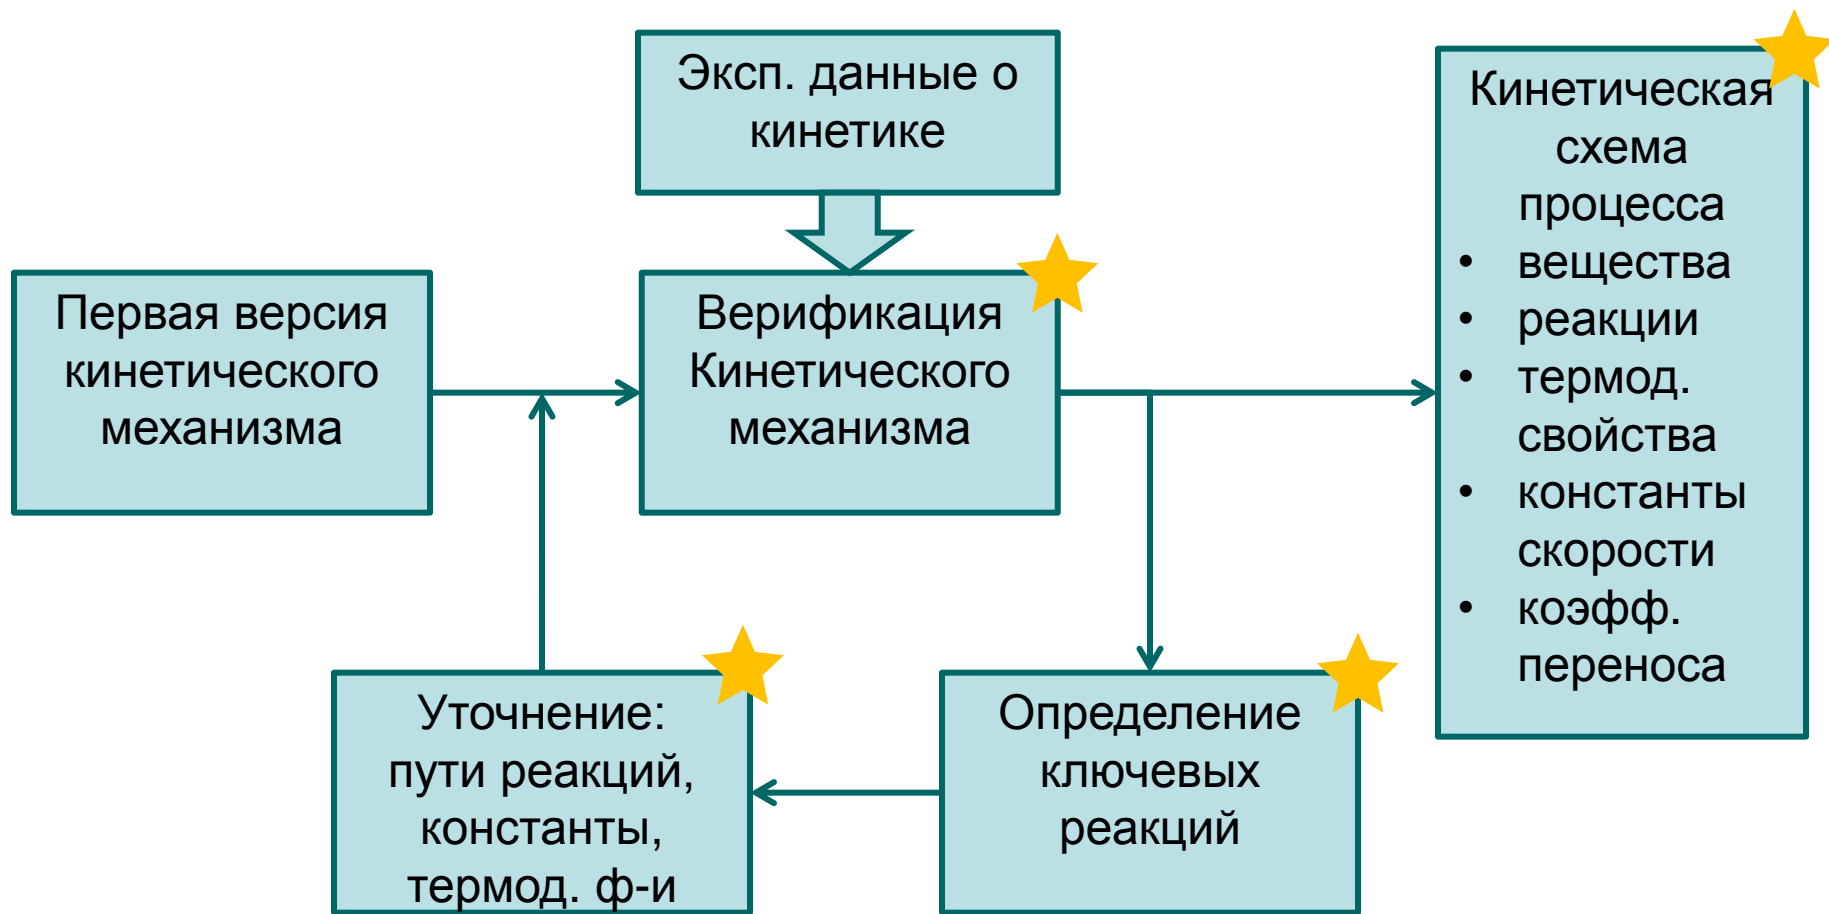 Эксп. данные о
кинетике
Первая версия
кинетического
механизма
Верификация
Кинетического
механизма
Кинетическая
схема
процесса
• вещества
• реакции
• термод.
свойства
• константы
скорости
• коэфф.
переноса
Уточнение:
пути реакций,
константы,
термод. ф-и
Определение
ключевых
реакций